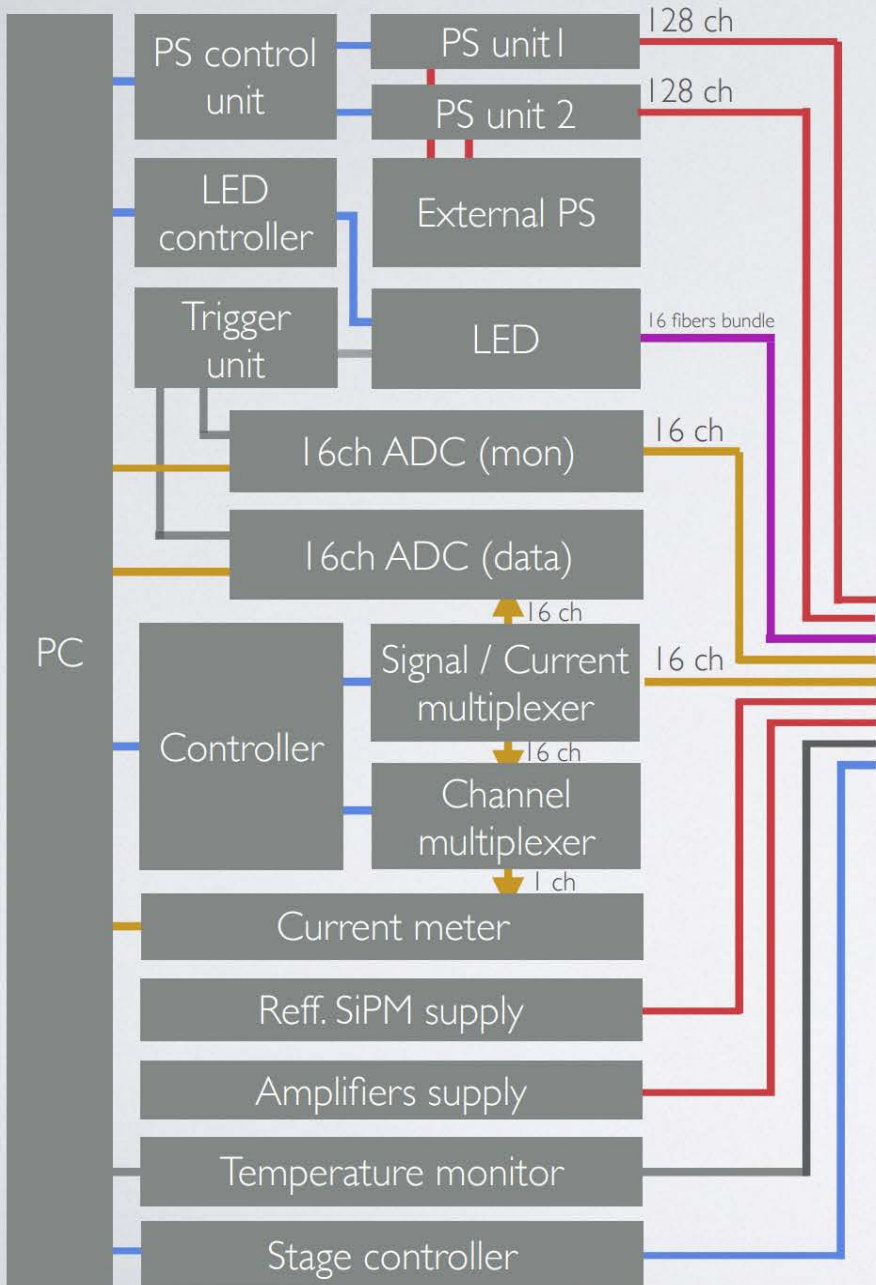 128 ch
PS control
unit
PS unit1
128 ch
PS unit 2
LED
controller
External PS
Trigger
unit
LED
16 fibers bundle
16ch ADC (mon)
16 ch
16ch ADC (data)
16 ch
PC
Signal / Current
multiplexer
16 ch
Controller
16 ch
Channel
multiplexer
1 ch
Current meter
Reff. SiPM supply
Amplifiers supply
Temperature monitor
Stage controller